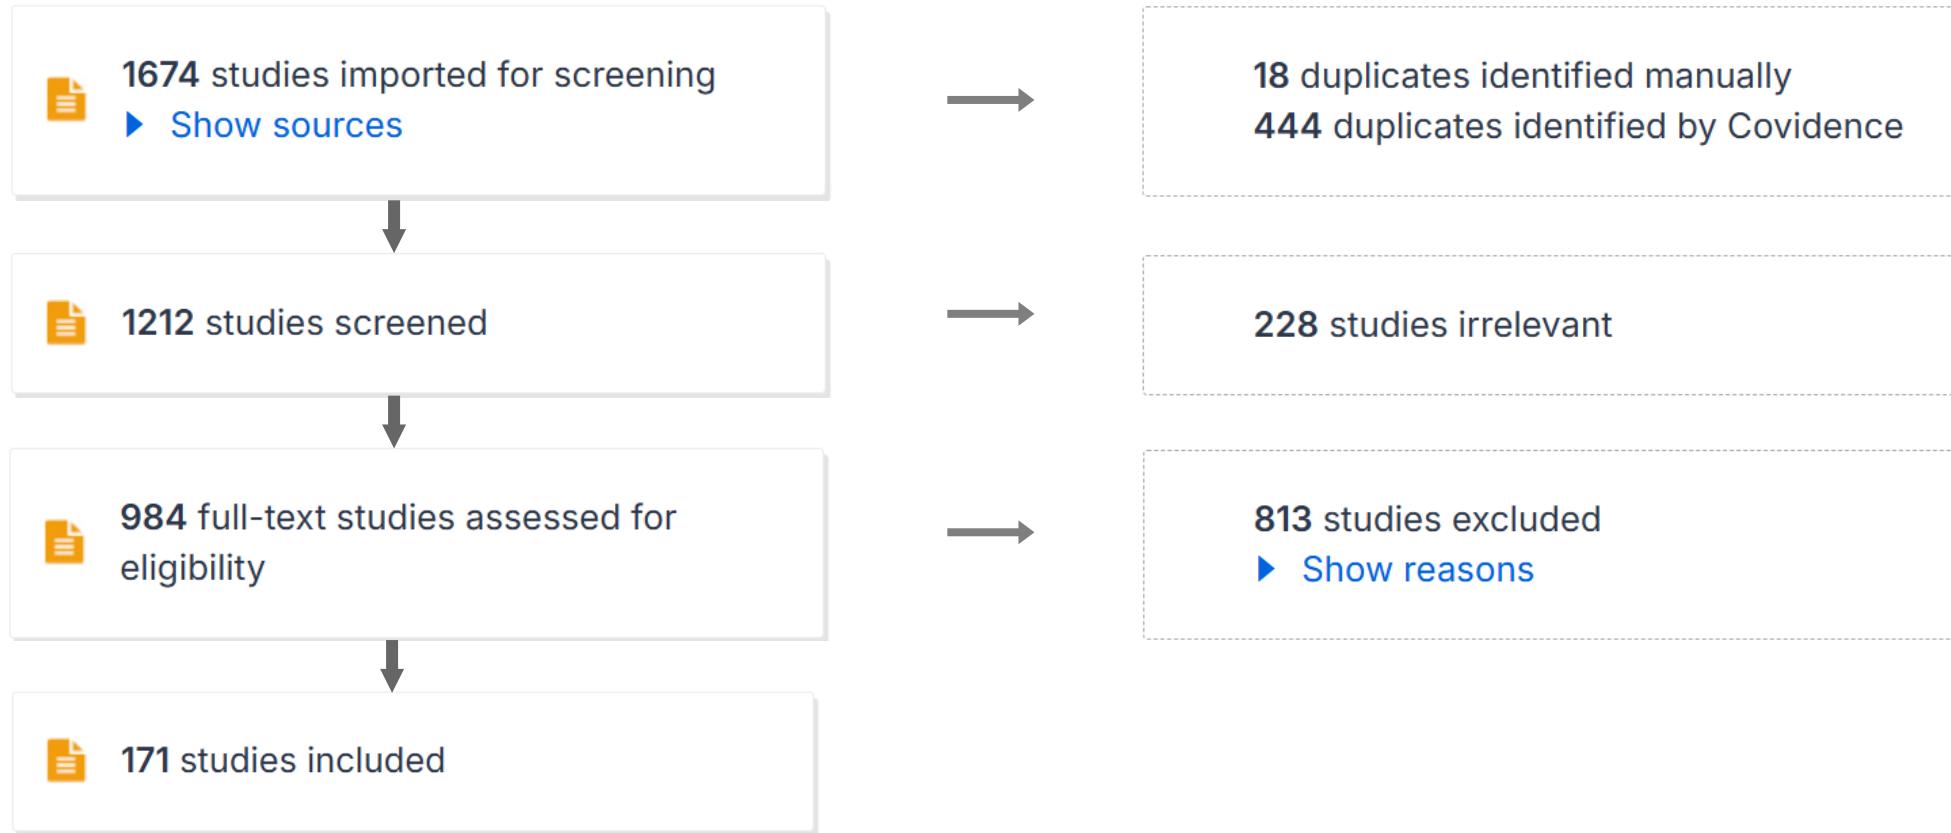 1674 studies imported for screening
Show sources
18 duplicates identified manually
444 duplicates identified by Covidence
1212 studies screened
228 studies irrelevant
984 full-text studies assessed for
eligibility
813 studies excluded
Show reasons
171 studies included